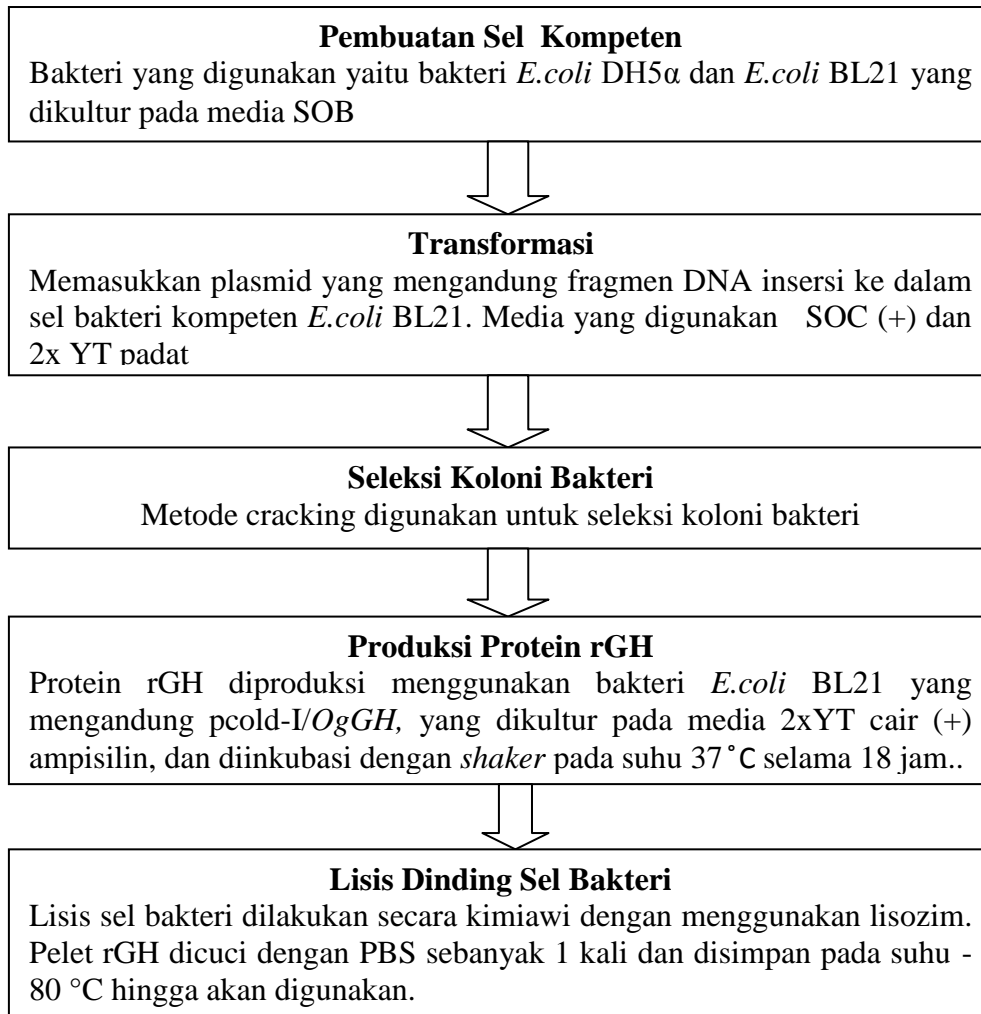 Pembuatan Sel Kompeten
Bakteri yang digunakan yaitu bakteri E.coli DH5α dan E.coli BL21 yang
dikultur pada media SOB
Transformasi
Memasukkan plasmid yang mengandung fragmen DNA insersi ke dalam
sel bakteri kompeten E.coli BL21. Media yang digunakan SOC (+) dan
2x YT padat
Seleksi Koloni Bakteri
Metode cracking digunakan untuk seleksi koloni bakteri
Produksi Protein rGH
Protein rGH diproduksi menggunakan bakteri E.coli BL21 yang
mengandung pcold-I/OgGH, yang dikultur pada media 2xYT cair (+)
ampisilin, dan diinkubasi dengan shaker pada suhu 37˚C selama 18 jam..
Lisis Dinding Sel Bakteri
Lisis sel bakteri dilakukan secara kimiawi dengan menggunakan lisozim.
Pelet rGH dicuci dengan PBS sebanyak 1 kali dan disimpan pada suhu -
80 °C hingga akan digunakan.